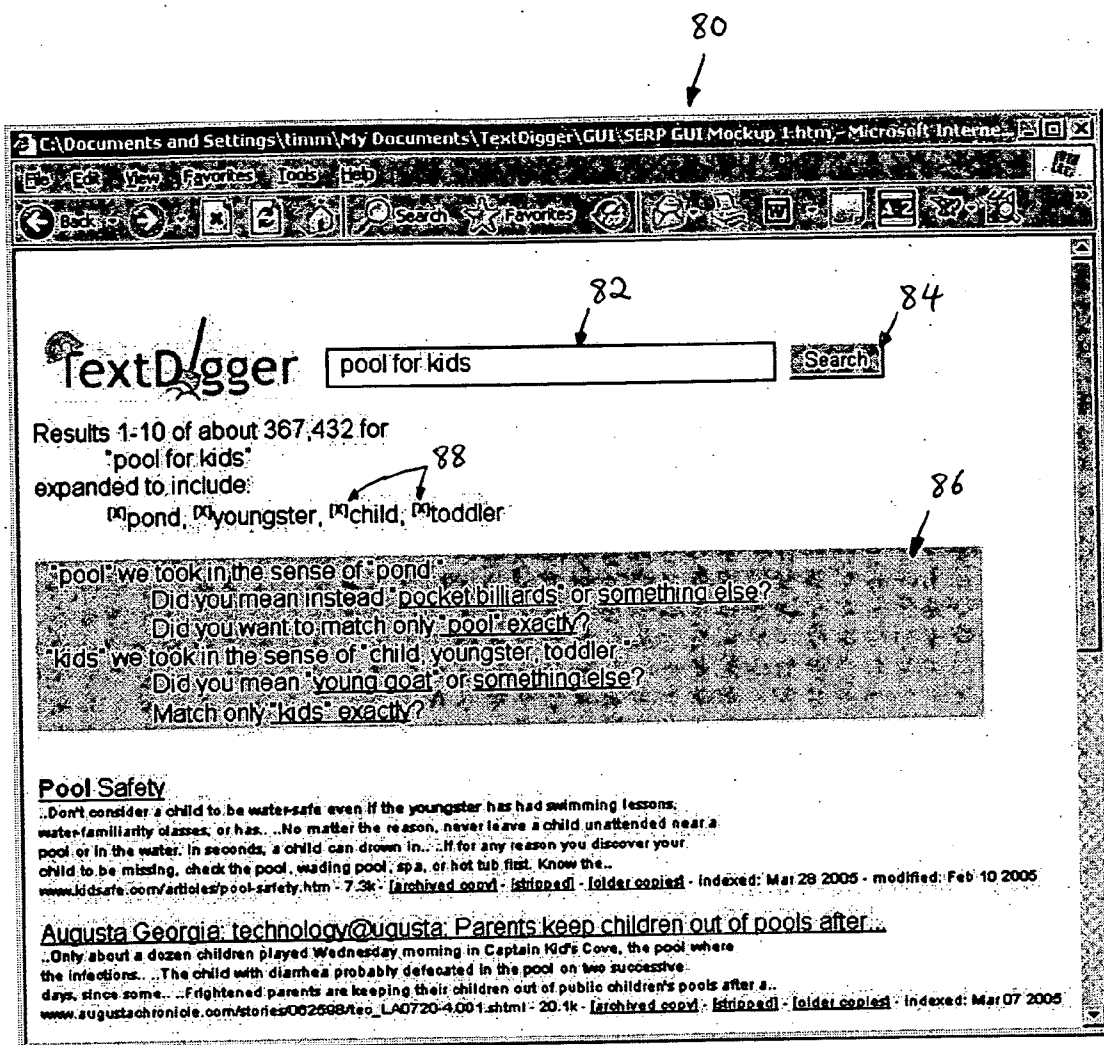 80
C:\Documents and Settings\timm\My Documents\TextDigger\GUI\SERP GUI Mockup 1.htm - Microsoft Interne...
File Edit View Favorites Tools Help
Back Search Favorites
82
84
TextDigger pool for kids Search
Results 1-10 of about 367,432 for
"pool for kids"
88
expanded to include:
[X]pond, [X]youngster, [X]child, [X]toddler
86
"pool" we took in the sense of "pond."
Did you mean instead "pocket billiards" or something else?
Did you want to match only "pool" exactly?
"kids" we took in the sense of "child, youngster, toddler."
Did you mean "young goat" or something else?
Match only "kids" exactly?
Pool Safety
...Don't consider a child to be water-safe even if the youngster has had swimming lessons,
water-familiarity classes, or has.. ..No matter the reason, never leave a child unattended near a
pool or in the water. In seconds, a child can drown in.. ..If for any reason you discover your
child to be missing, check the pool, wading pool, spa, or hot tub first. Know the..
www.kidsafe.com/articles/pool-safety.htm - 7.3k - [archived copy] - [stripped] - [older copies] - indexed: Mar 28 2005 - modified: Feb 10 2005
Augusta Georgia: technology@ugusta: Parents keep children out of pools after...
..Only about a dozen children played Wednesday morning in Captain Kid's Cove, the pool where
the infections.. ..The child with diarrhea probably defecated in the pool on two successive
days, since some.. ..Frightened parents are keeping their children out of public children's pools after a..
www.augustachronicle.com/stories/062698/tec_LA0720-4.001.shtml - 20.1k - [archived copy] - [stripped] - [older copies] - indexed: Mar 07 2005